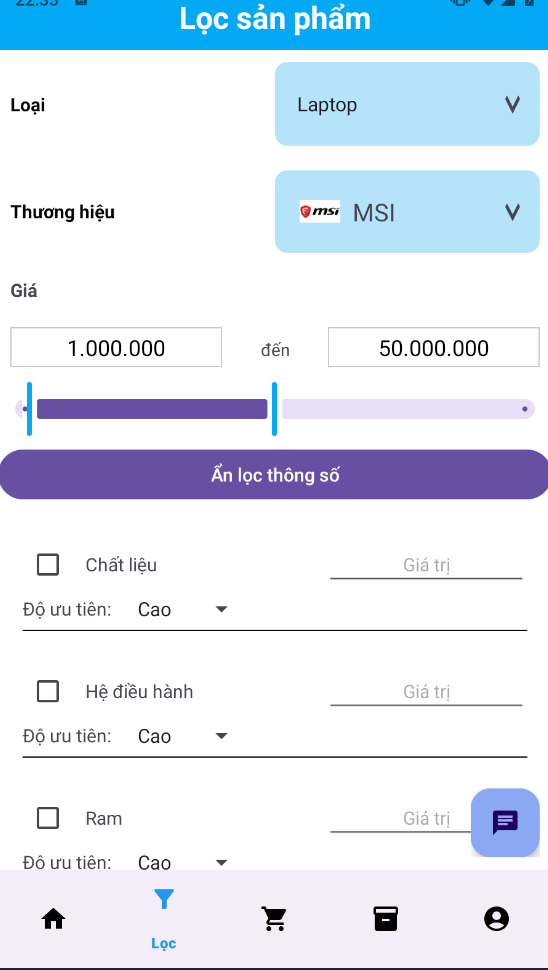 22:33
Lọc sản phẩm
Loại
Laptop
V
Thương hiệu
msi MSI
V
Giá
1.000.000 đến 50.000.000
Ẩn lọc thông số
Chất liệu Giá trị
Độ ưu tiên: Cao
Hệ điều hành Giá trị
Độ ưu tiên: Cao
Ram Giá trị
Độ ưu tiên: Cao
Lọc